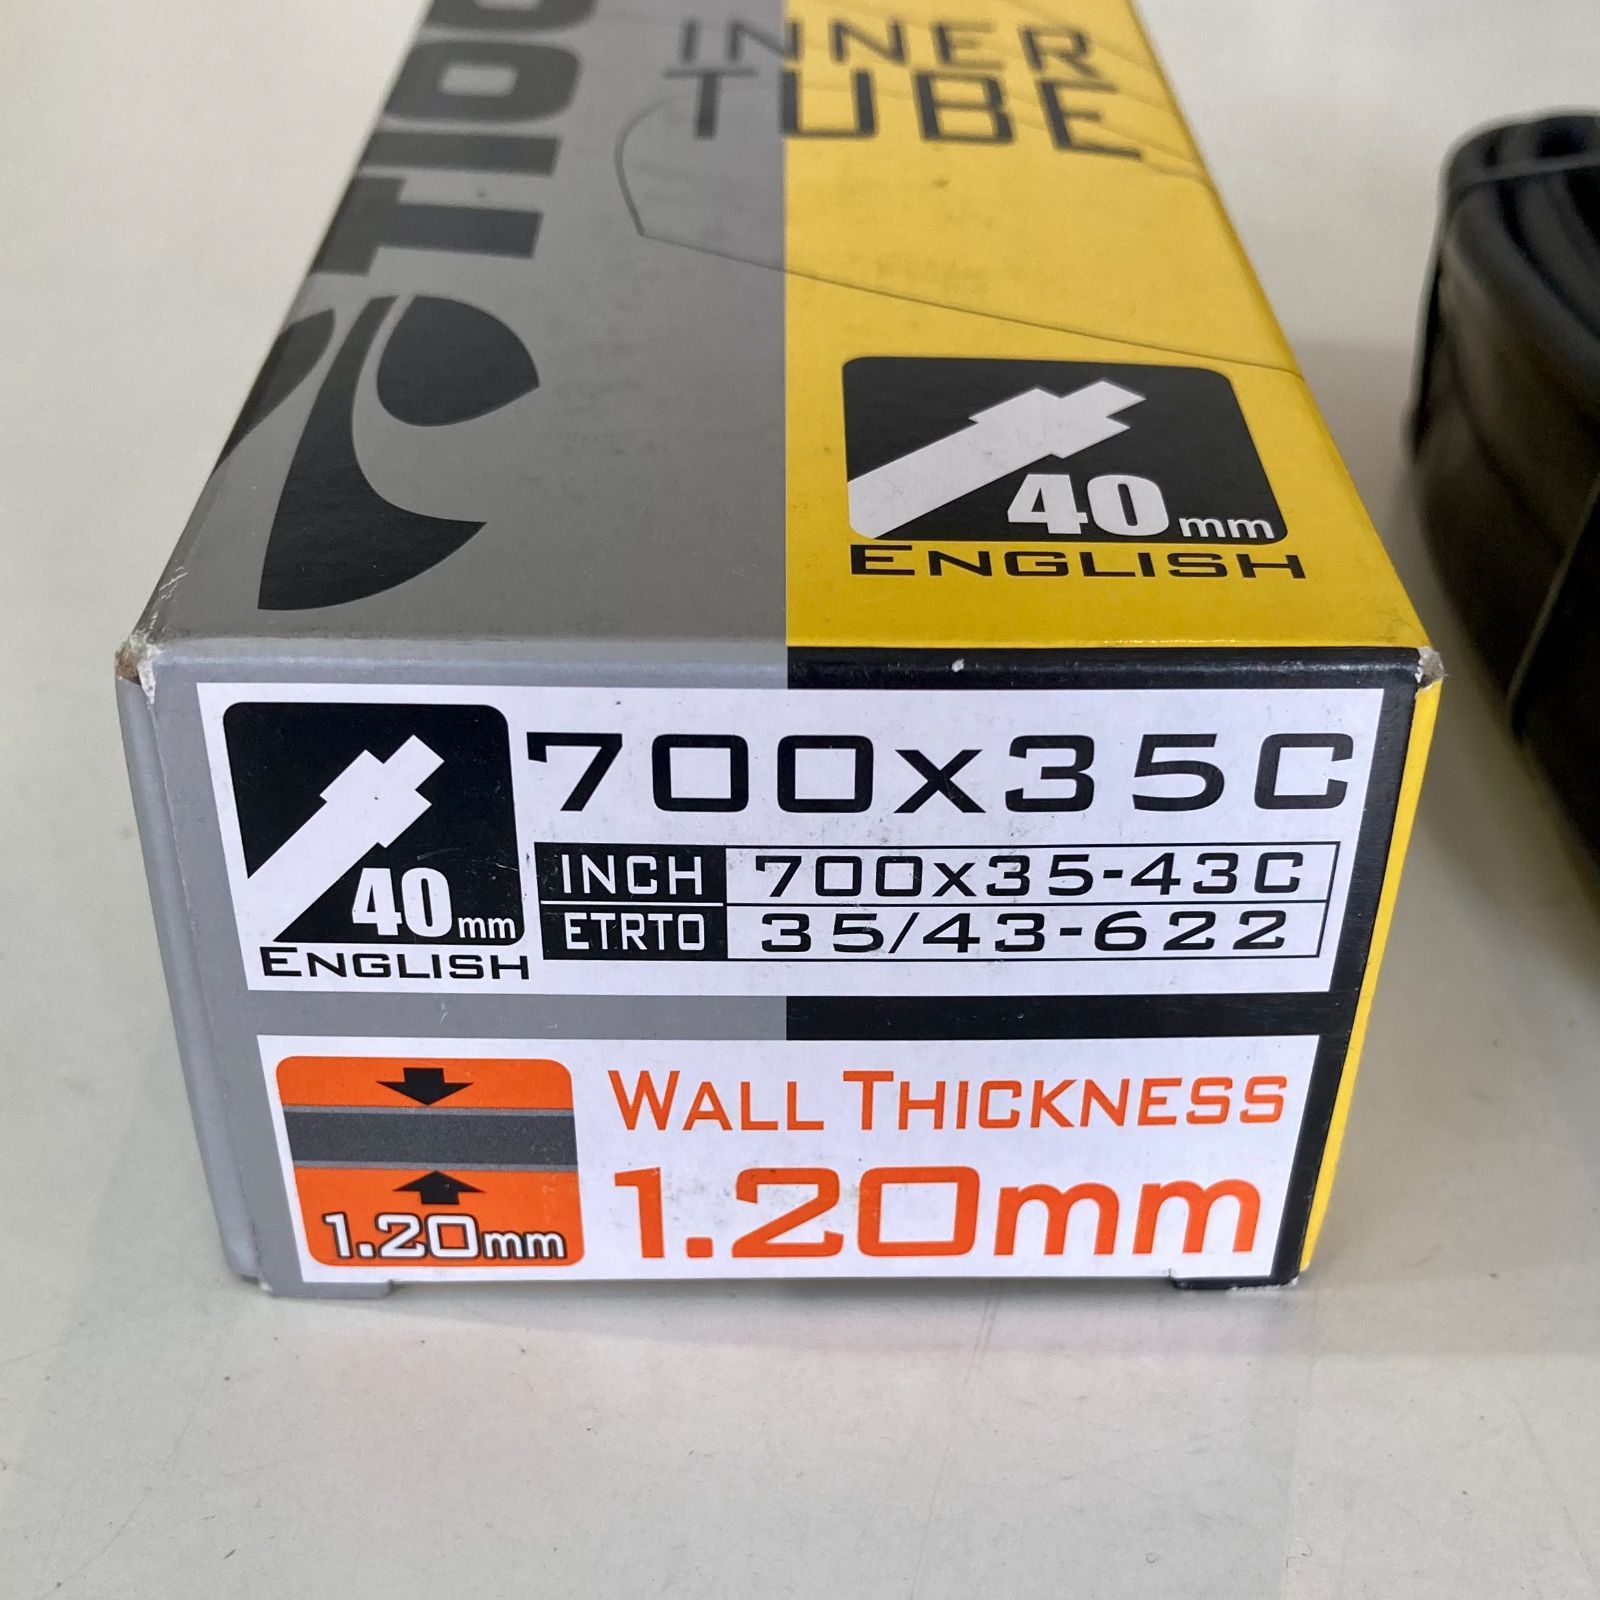 INNER
TUBE
40mm
ENGLISH
700x35C
40mm
ENGLISH
INCH 700x35-43C
ETRTO 35/43-622
WALL THICKNESS
1.20mm
1.20mm